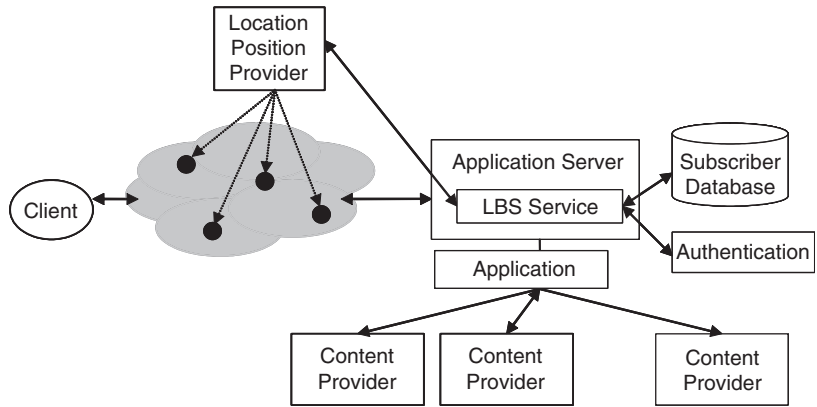 Location
Position
Provider
Client
Application Server
LBS Service
Subscriber
Database
Authentication
Application
Content
Provider
Content
Provider
Content
Provider